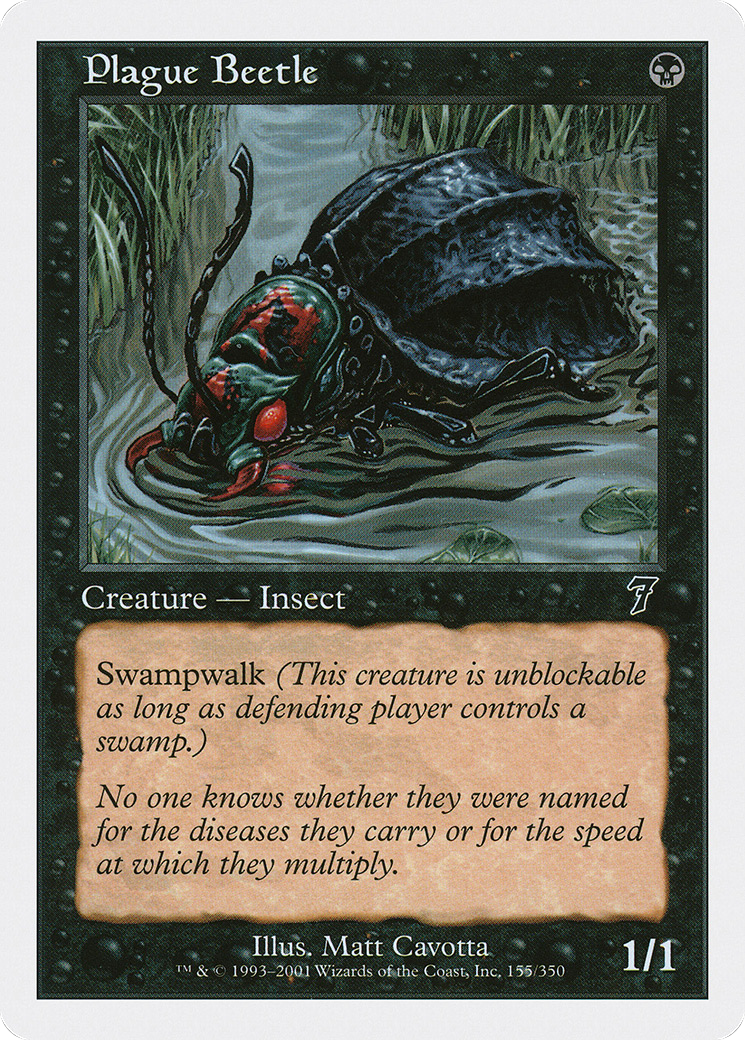 Plague Beetle
Creature — Insect
7
Swampwalk (This creature is unblockable
as long as defending player controls a
swamp.)
No one knows whether they were named
for the diseases they carry or for the speed
at which they multiply.
Illus. Matt Cavotta
™ & © 1993–2001 Wizards of the Coast, Inc. 155/350
1/1